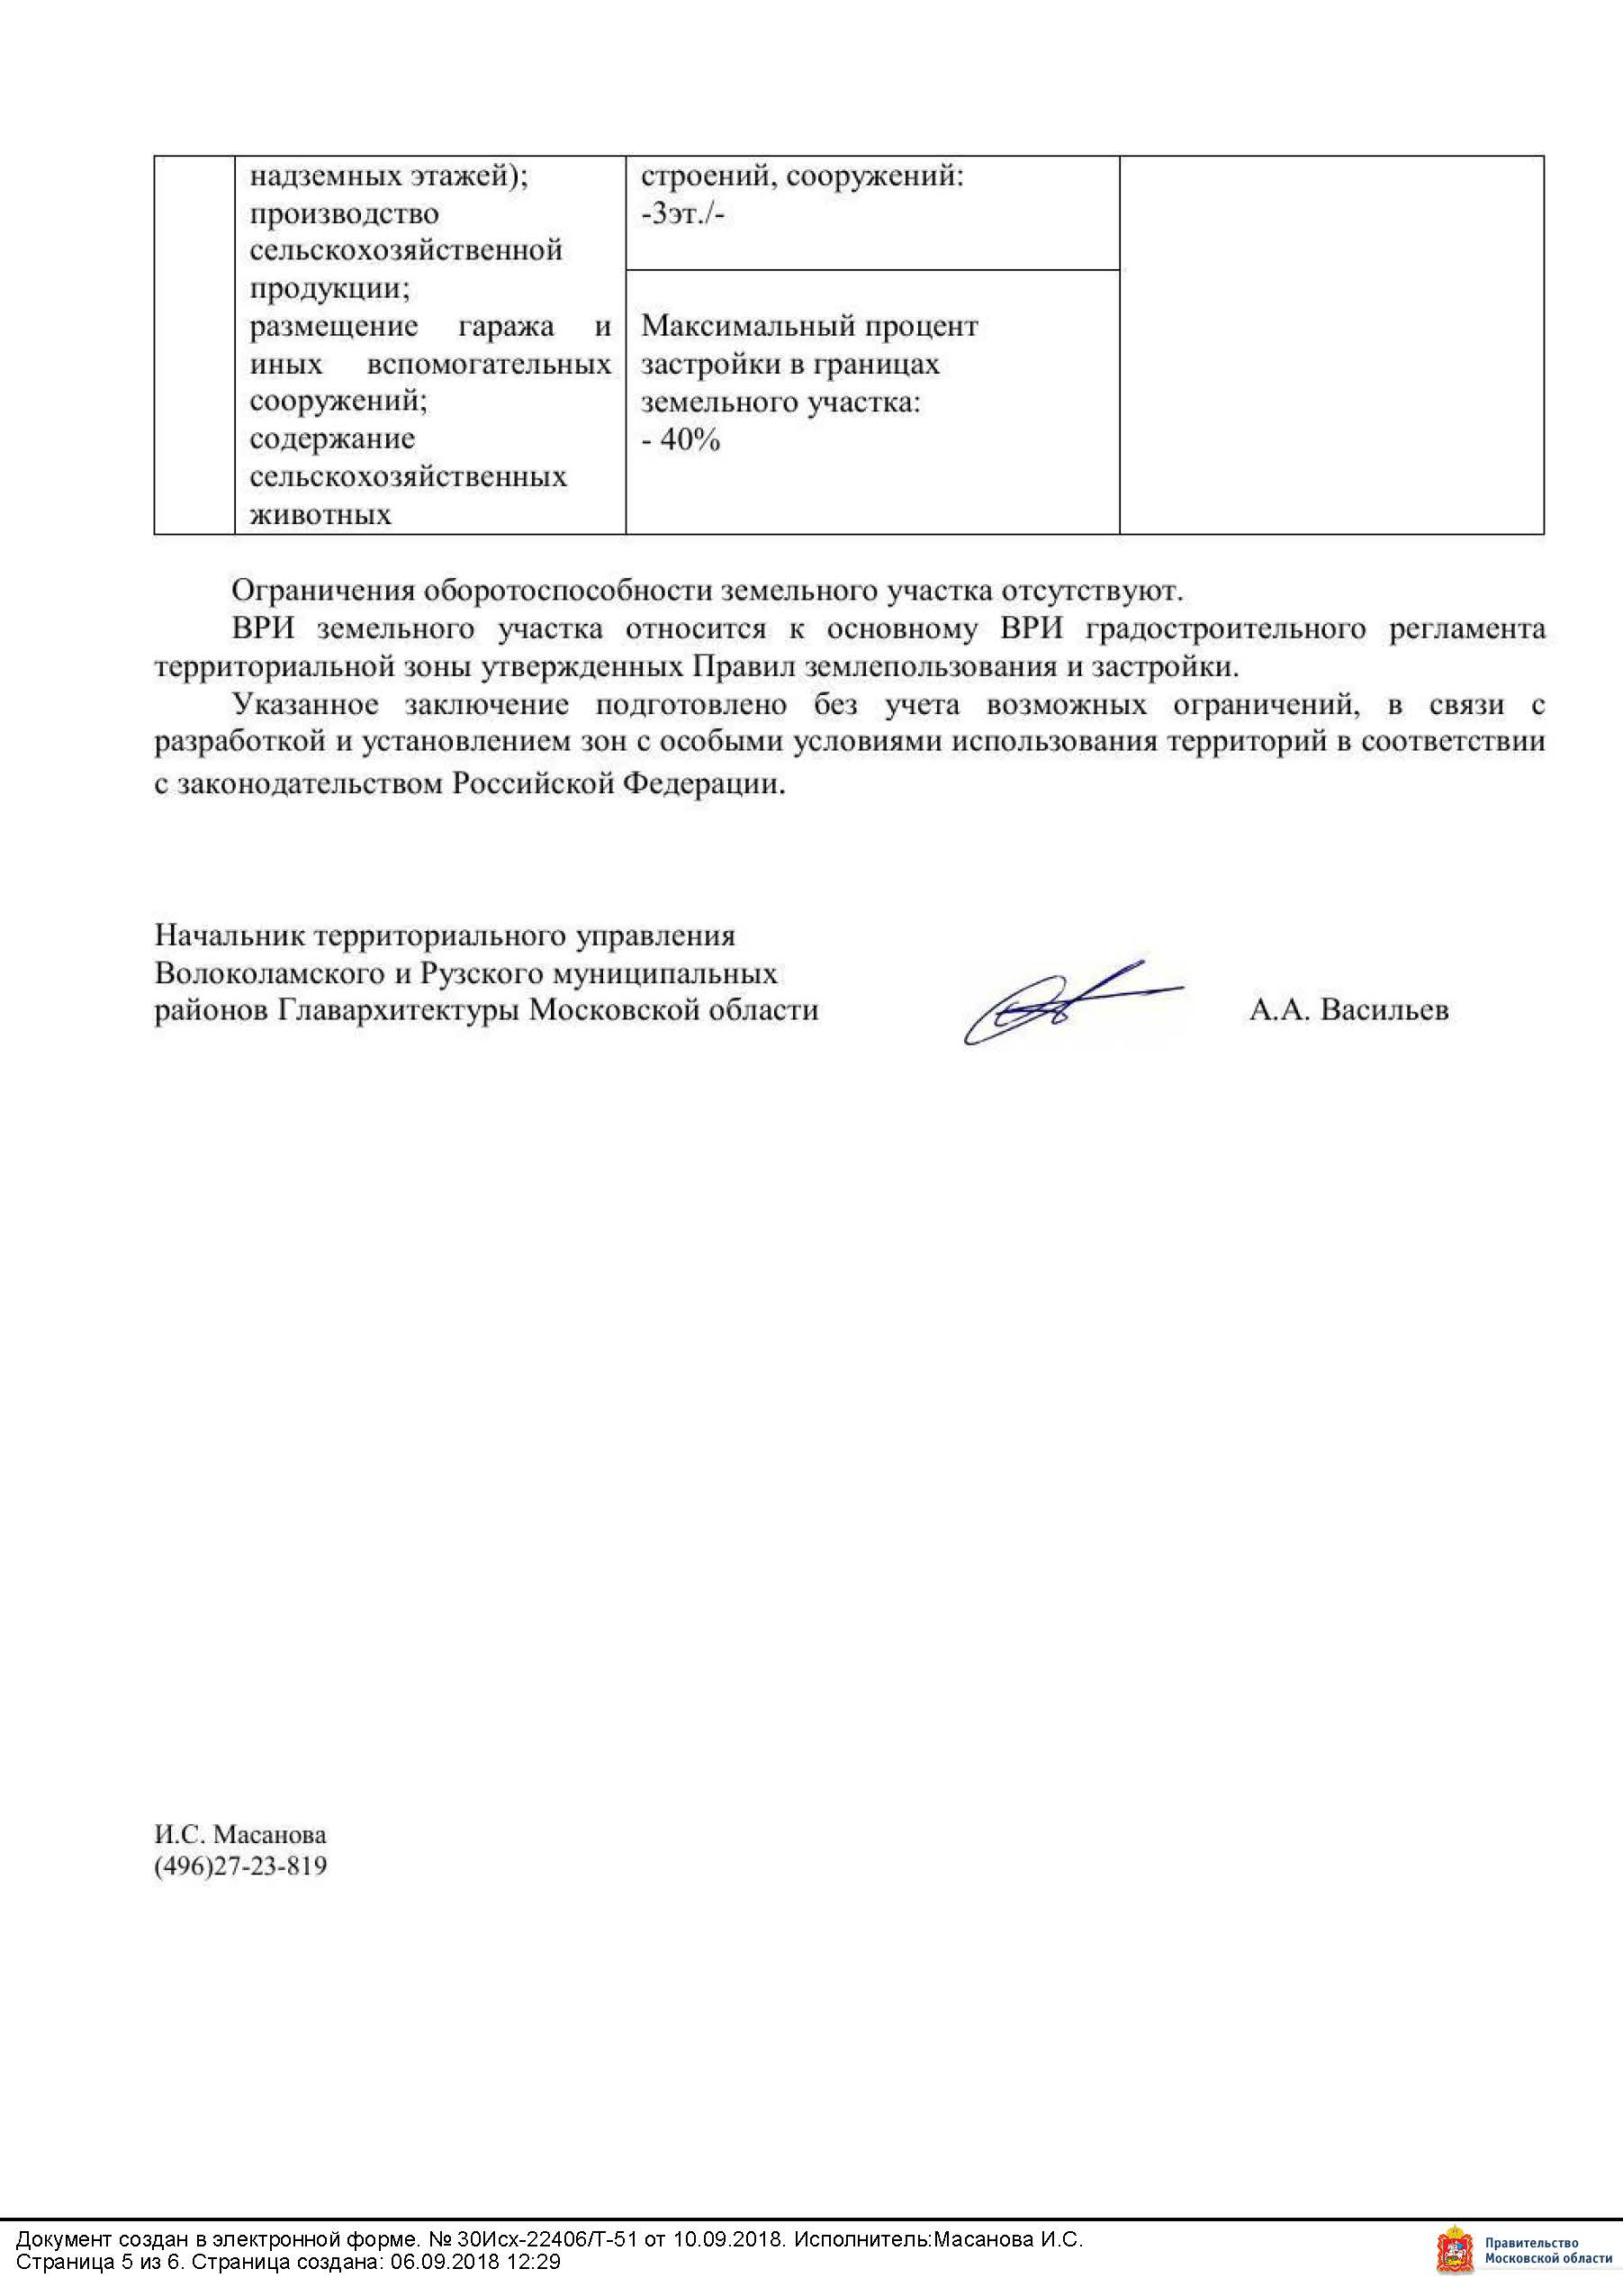 надземных этажей);
производство
сельскохозяйственной
продукции;
размещение гаража и
иных вспомогательных
сооружений;
содержание
сельскохозяйственных
животных
строений, сооружений:
-3эт./-
Максимальный процент
застройки в границах
земельного участка:
- 40%
Ограничения оборотоспособности земельного участка отсутствуют.
ВРИ земельного участка относится к основному ВРИ градостроительного регламента
территориальной зоны утвержденных Правил землепользования и застройки.
Указанное заключение подготовлено без учета возможных ограничений, в связи с
разработкой и установлением зон с особыми условиями использования территорий в соответствии
с законодательством Российской Федерации.
Начальник территориального управления
Волоколамского и Рузского муниципальных
районов Главархитектуры Московской области
А.А. Васильев
И.С. Масанова
(496)27-23-819
Документ создан в электронной форме. № 30Исх-22406/Т-51 от 10.09.2018. Исполнитель:Масанова И.С.
Страница 5 из 6. Страница создана: 06.09.2018 12:29
Правительство
Московской области